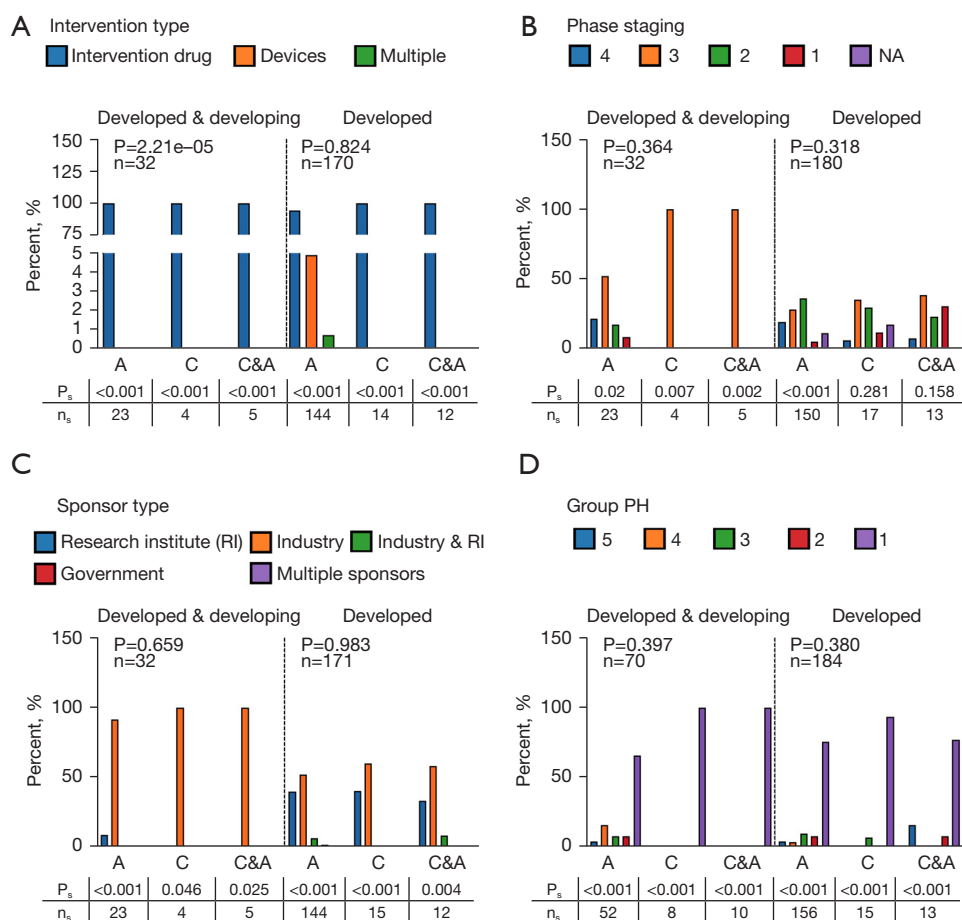 A Intervention type
Intervention drug Devices Multiple
Developed & developing Developed
P=2.21e–05 P=0.824
n=32 n=170
150
125
100
75
5
4
3
2
1
0
Percent, %
A C C&A A C C&A
Ps <0.001 <0.001 <0.001 <0.001 <0.001 <0.001
ns 23 4 5 144 14 12
B Phase staging
4 3 2 1 NA
Developed & developing Developed
P=0.364 P=0.318
n=32 n=180
150
100
50
0
Percent, %
A C C&A A C C&A
Ps 0.02 0.007 0.002 <0.001 0.281 0.158
ns 23 4 5 150 17 13
C
Sponsor type
Research institute (RI) Industry Industry & RI
Government Multiple sponsors
Developed & developing Developed
P=0.659 P=0.983
n=32 n=171
150
100
50
0
Percent, %
A C C&A A C C&A
Ps <0.001 0.046 0.025 <0.001 <0.001 0.004
ns 23 4 5 144 15 12
D
Group PH
5 4 3 2 1
Developed & developing Developed
P=0.397 P=0.380
n=70 n=184
150
100
50
0
Percent, %
A C C&A A C C&A
Ps <0.001 <0.001 <0.001 <0.001 <0.001 <0.001
ns 52 8 10 156 15 13